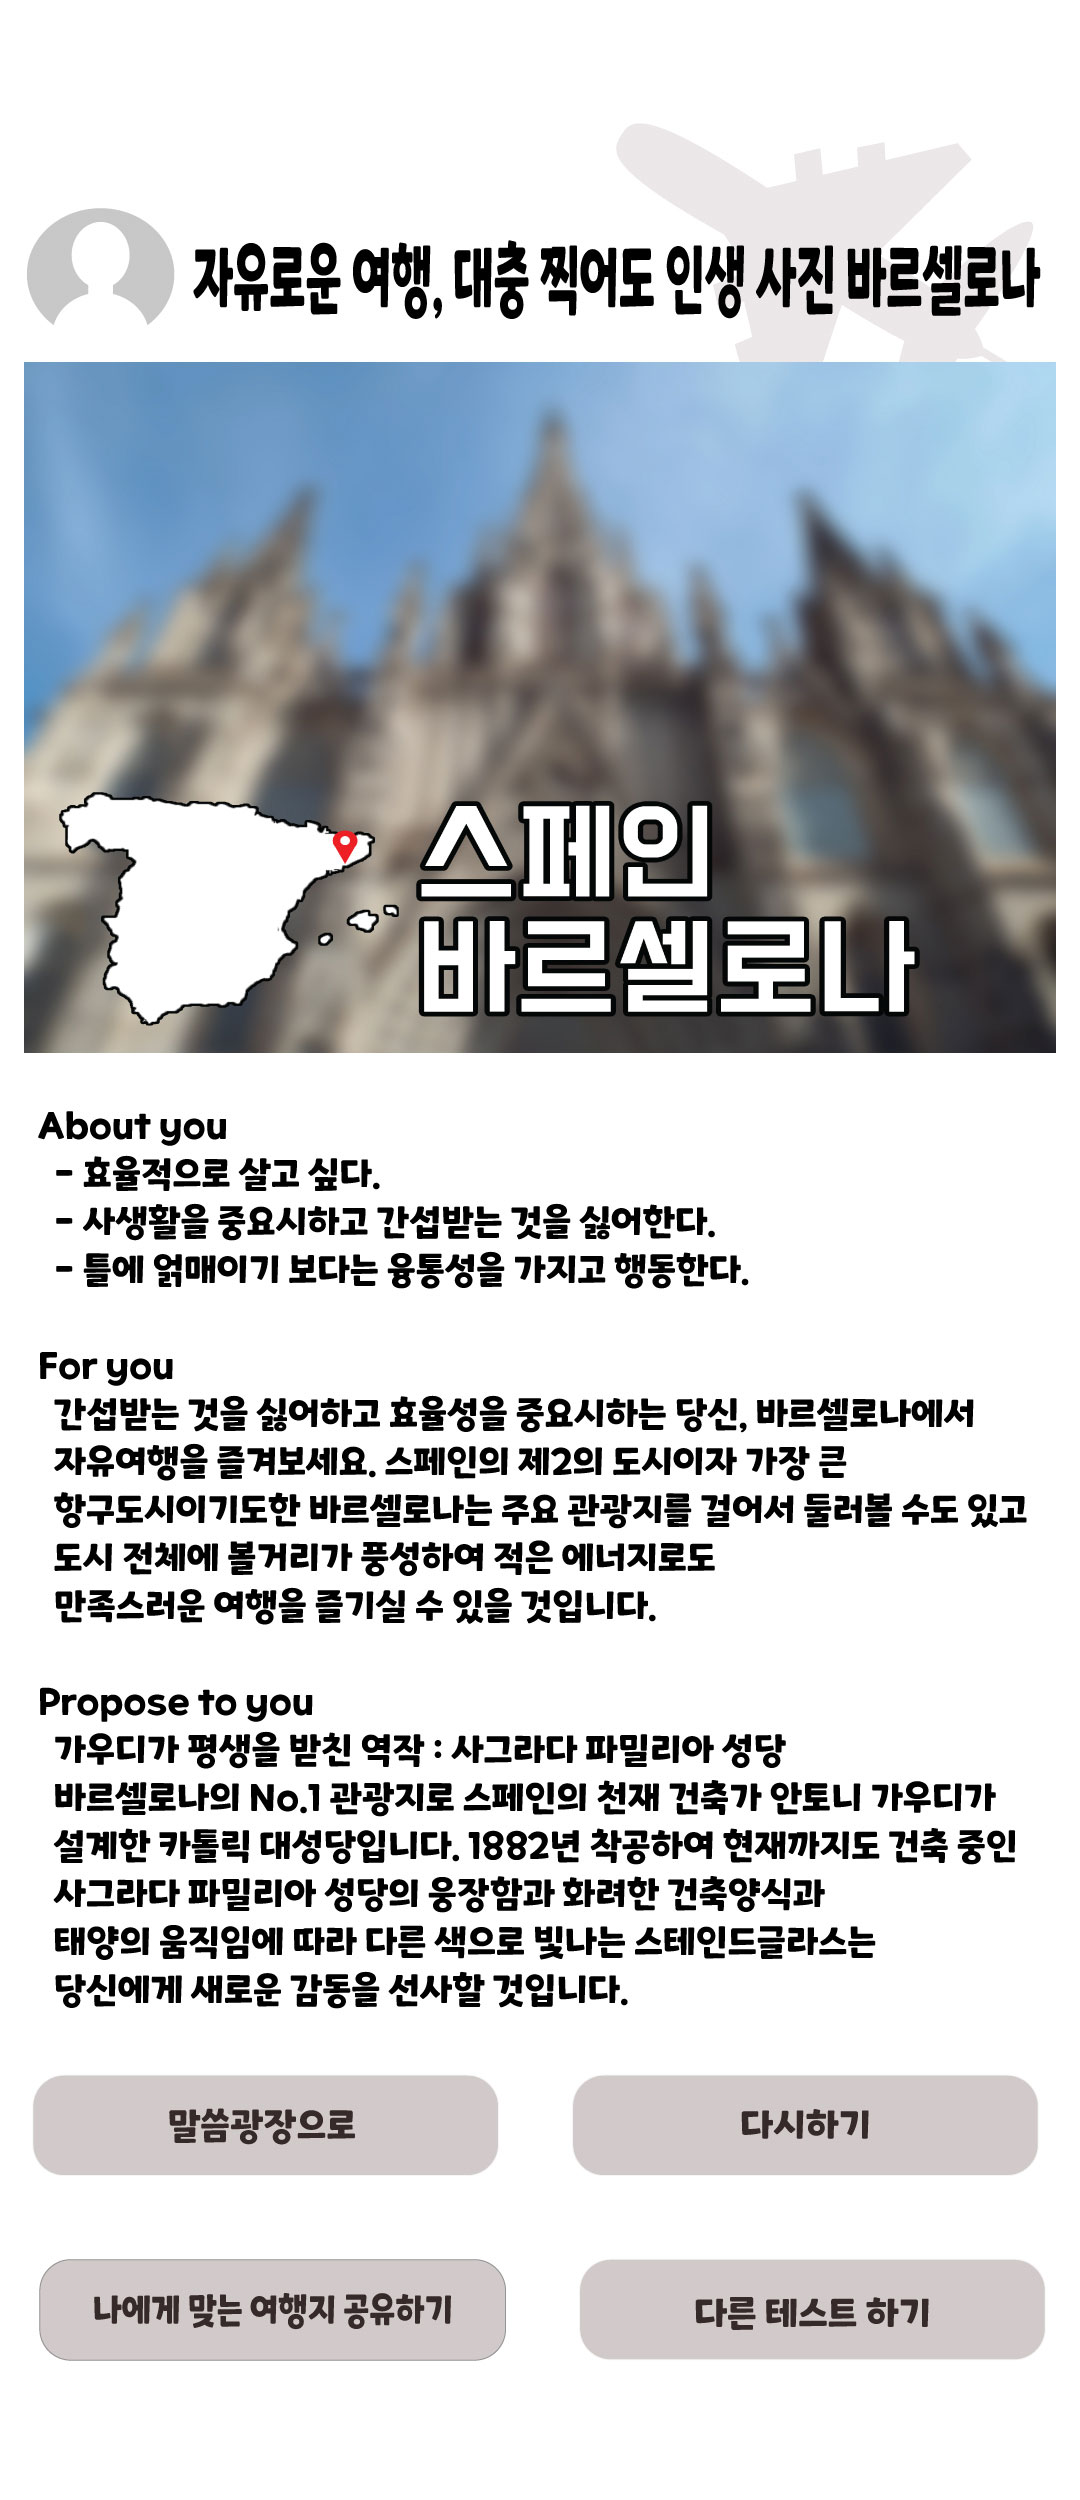 자유로운 여행, 대충 찍어도 인생 사진 바르셀로나
스페인
바르셀로나
About you
- 효율적으로 살고 싶다.
- 사생활을 중요시하고 간섭받는 것을 싫어한다.
- 틀에 얽매이기 보다는 융통성을 가지고 행동한다.
For you
간섭받는 것을 싫어하고 효율성을 중요시하는 당신, 바르셀로나에서
자유여행을 즐겨보세요. 스페인의 제2의 도시이자 가장 큰
항구도시이기도한 바르셀로나는 주요 관광지를 걸어서 둘러볼 수도 있고
도시 전체에 볼거리가 풍성하여 적은 에너지로도
만족스러운 여행을 즐기실 수 있을 것입니다.
Propose to you
가우디가 평생을 받친 역작 : 사그라다 파밀리아 성당
바르셀로나의 No.1 관광지로 스페인의 천재 건축가 안토니 가우디가
설계한 카톨릭 대성당입니다. 1882년 착공하여 현재까지도 건축 중인
사그라다 파밀리아 성당의 웅장함과 화려한 건축양식과
태양의 움직임에 따라 다른 색으로 빛나는 스테인드글라스는
당신에게 새로운 감동을 선사할 것입니다.
말씀광장으로
다시하기
나에게 맞는 여행지 공유하기
다른 테스트 하기